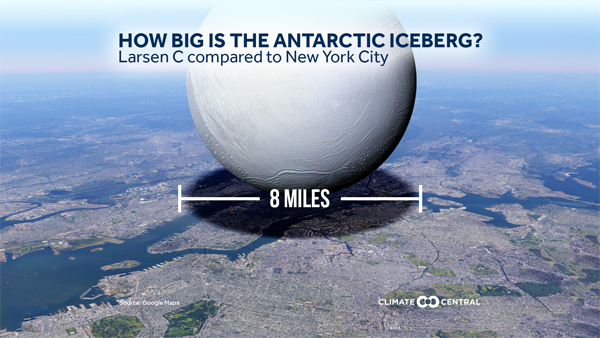 HOW BIG IS THE ANTARCTIC ICEBERG?
Larsen C compared to New York City
8 MILES
Source: Google Maps
CLIMATE CENTRAL